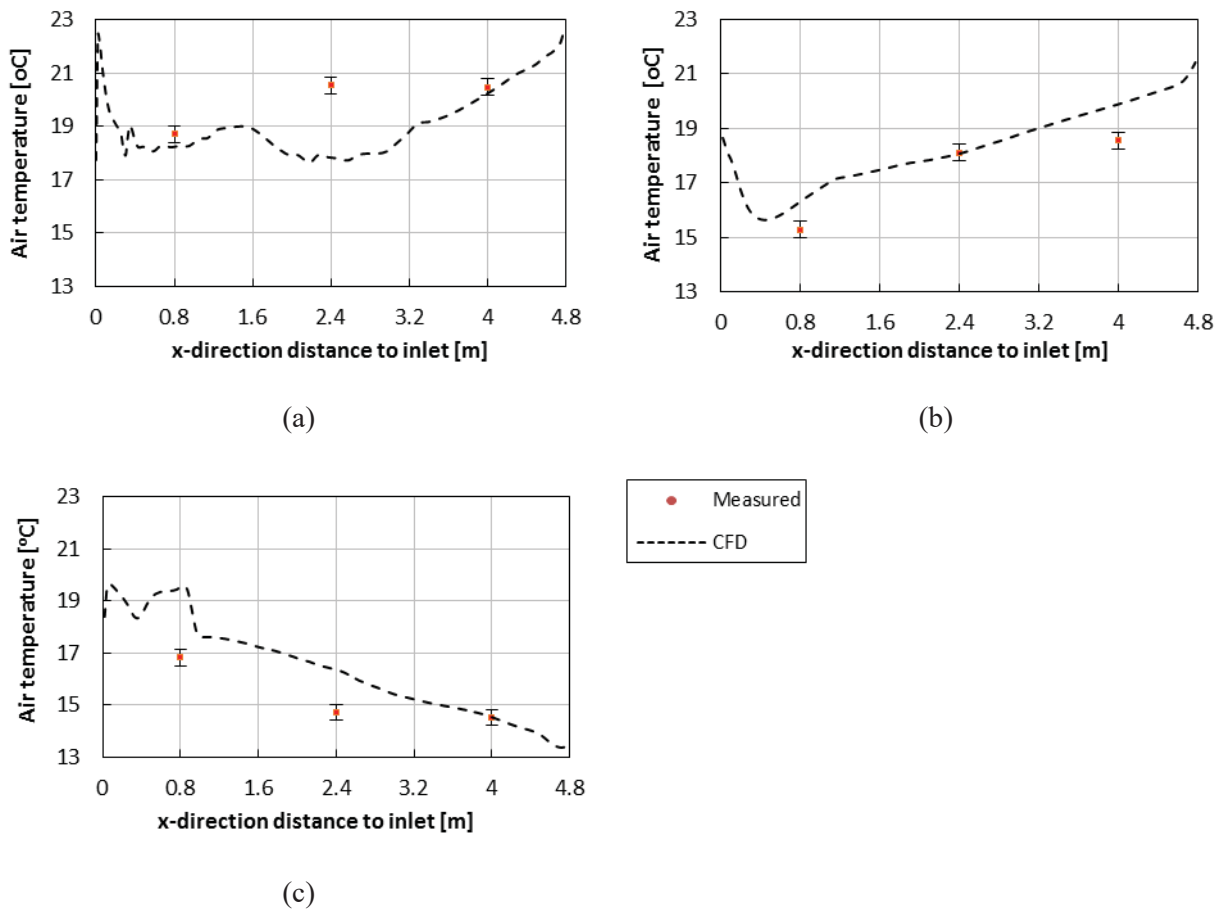 23
21
19
17
15
13
Air temperature [oC]
0 0.8 1.6 2.4 3.2 4 4.8
x-direction distance to inlet [m]
(a)
23
21
19
17
15
13
Air temperature [oC]
0 0.8 1.6 2.4 3.2 4 4.8
x-direction distance to inlet [m]
(b)
23
21
19
17
15
13
Air temperature [ºC]
0 0.8 1.6 2.4 3.2 4 4.8
x-direction distance to inlet [m]
(c)
Measured
CFD